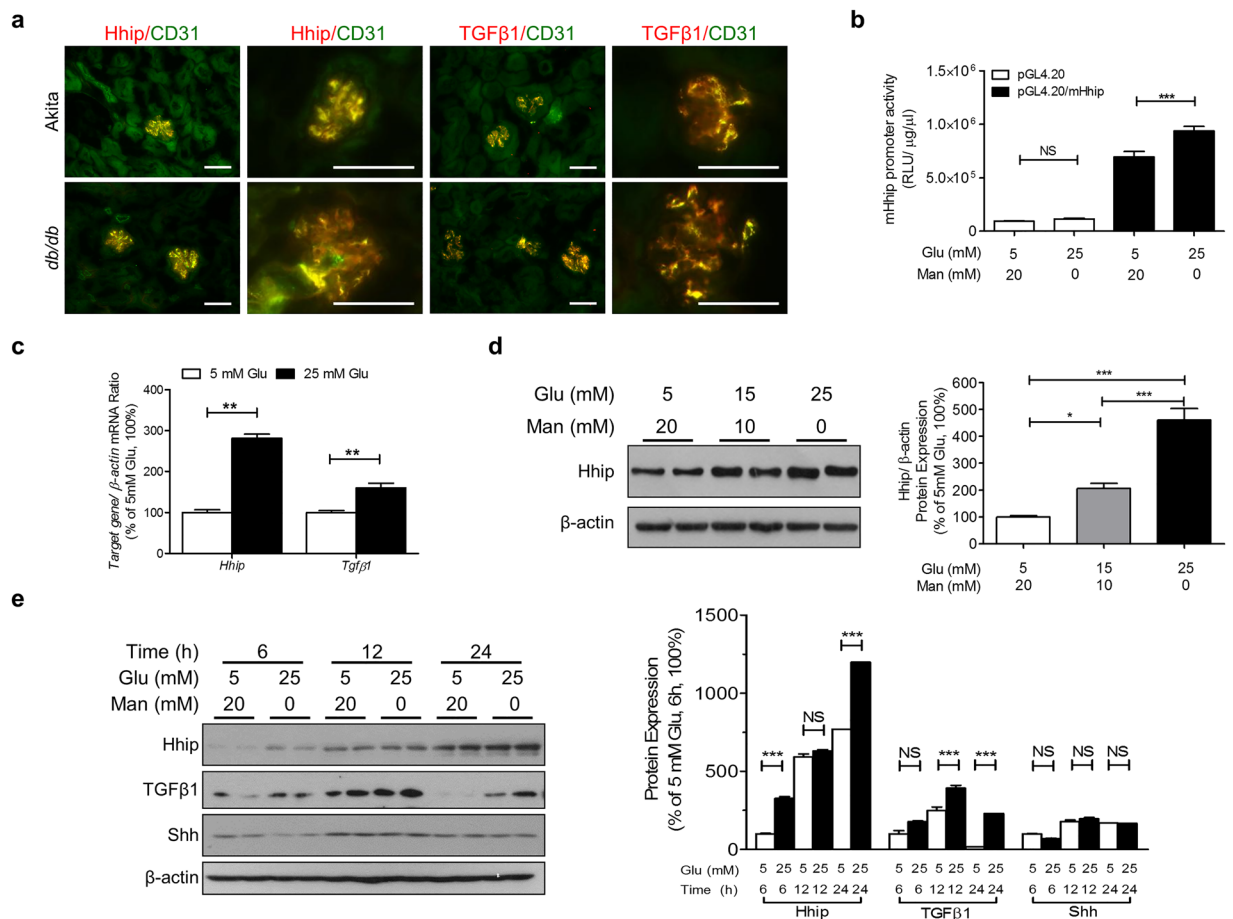 a
Hhip/CD31
Hhip/CD31
TGFβ1/CD31
TGFβ1/CD31
Akita
db/db
b
mHhip promoter activity
(RLU/ μg/μl)
1.5×10⁶
1.0×10⁶
5.0×10⁵
0
pGL4.20
pGL4.20/mHhip
NS
***
Glu (mM) 5 25 5 25
Man (mM) 20 0 20 0
c
5 mM Glu 25 mM Glu
Target gene/ β-actin mRNA Ratio
(% of 5mM Glu, 100%)
400
300
200
100
0
**
**
Hhip Tgfβ1
d
Glu (mM) 5 15 25
Man (mM) 20 10 0
Hhip
β-actin
Hhip/ β-actin
Protein Expression
(% of 5mM Glu, 100%)
600
500
400
300
200
100
0
***
***
*
Glu (mM) 5 15 25
Man (mM) 20 10 0
e
Time (h) 6 12 24
Glu (mM) 5 25 5 25 5 25
Man (mM) 20 0 20 0 20 0
Hhip
TGFβ1
Shh
β-actin
Protein Expression
(% of 5 mM Glu, 6h, 100%)
1500
1000
500
0
*** NS ***
NS *** ***
NS NS NS
Glu (mM) 5 25 5 25 5 25 5 25 5 25 5 25 5 25 5 25 5 25
Time (h) 6 6 12 12 24 24 6 6 12 12 24 24 6 6 12 12 24 24
Hhip TGFβ1 Shh